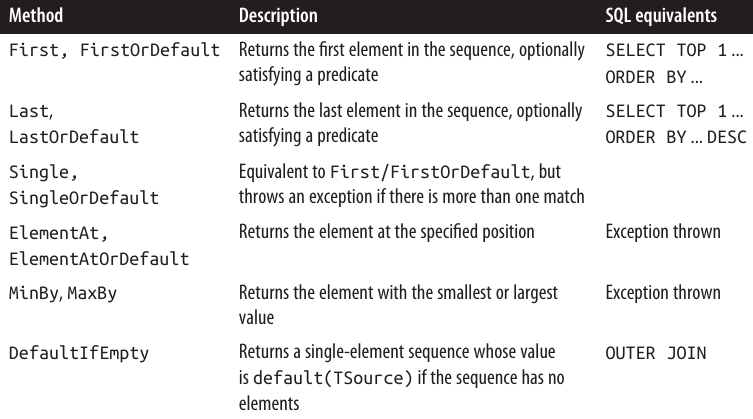 Method Description SQL equivalents
First, FirstOrDefault Returns the first element in the sequence, optionally SELECT TOP 1 ...
satisfying a predicate ORDER BY ...
Last, Returns the last element in the sequence, optionally SELECT TOP 1 ...
LastOrDefault satisfying a predicate ORDER BY ... DESC
Single, Equivalent to First/FirstOrDefault, but
SingleOrDefault throws an exception if there is more than one match
ElementAt, Returns the element at the specified position Exception thrown
ElementAtOrDefault
MinBy, MaxBy Returns the element with the smallest or largest Exception thrown
value
DefaultIfEmpty Returns a single-element sequence whose value OUTER JOIN
is default(TSource) if the sequence has no
elements